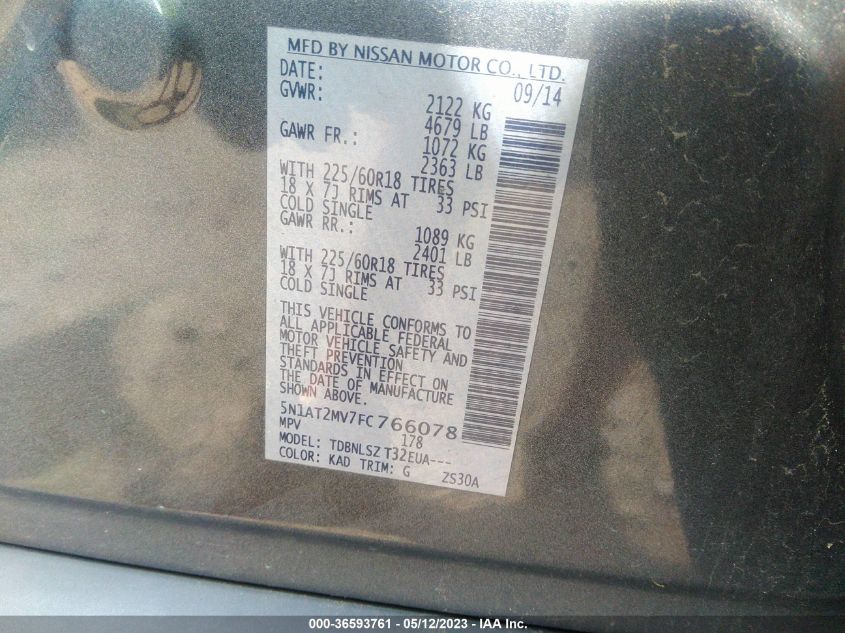 MFD BY NISSAN MOTOR CO., LTD.
DATE: 09/14
GVWR: 2122 KG
4679 LB
GAWR FR.: 1072 KG
2363 LB
WITH 225/60R18 TIRES
18 X 7J RIMS AT 33 PSI
COLD SINGLE
GAWR RR.: 1089 KG
2401 LB
WITH 225/60R18 TIRES
18 X 7J RIMS AT 33 PSI
COLD SINGLE
THIS VEHICLE CONFORMS TO
ALL APPLICABLE FEDERAL
MOTOR VEHICLE SAFETY AND
THEFT PREVENTION
STANDARDS IN EFFECT ON
THE DATE OF MANUFACTURE
SHOWN ABOVE.
5N1AT2MV7FC766078
MPV 178
MODEL: TDBNLSZ T32EUA---
COLOR: KAD TRIM: G ZS30A
000-36593761 - 05/12/2023 - IAA Inc.